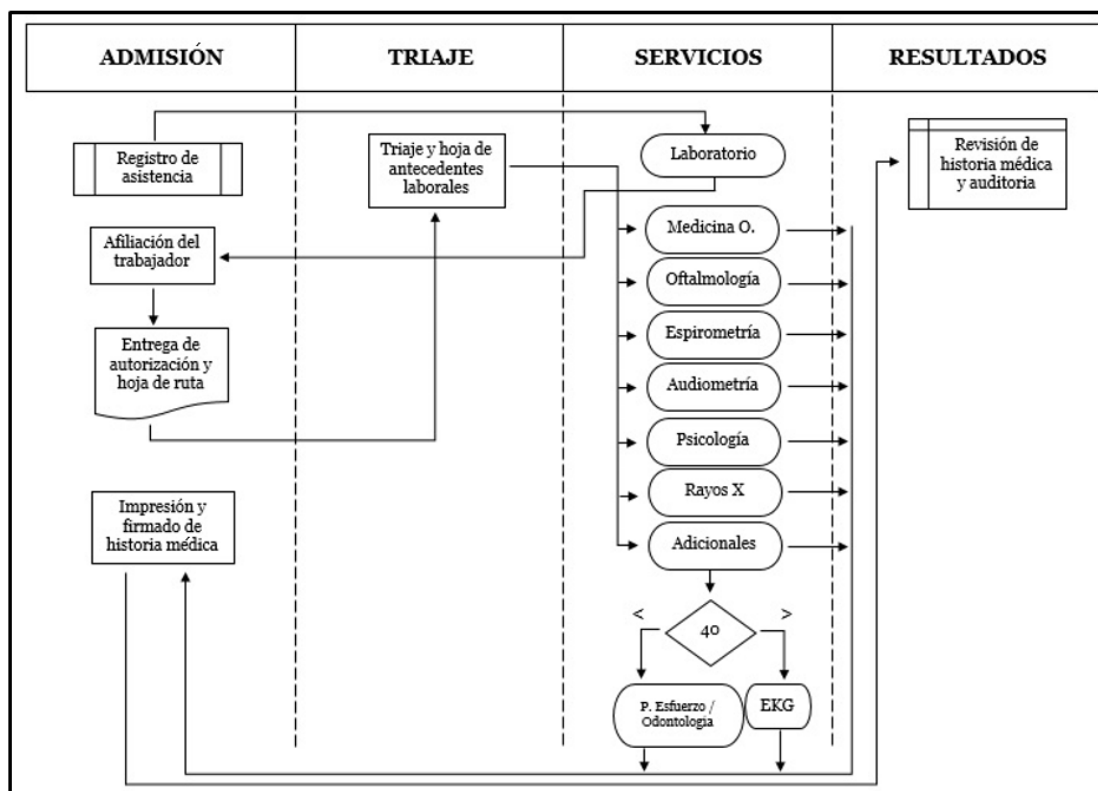 ADMISIÓN
TRIAJE
SERVICIOS
RESULTADOS
Registro de
asistencia
Afiliación del
trabajador
Entrega de
autorización y
hoja de ruta
Impresión y
firmado de
historia médica
Triaje y hoja de
antecedentes
laborales
Laboratorio
Medicina O.
Oftalmología
Espirometría
Audiometría
Psicología
Rayos X
Adicionales
<
>
40
P. Esfuerzo /
Odontología
EKG
Revisión de
historia médica
y auditoria